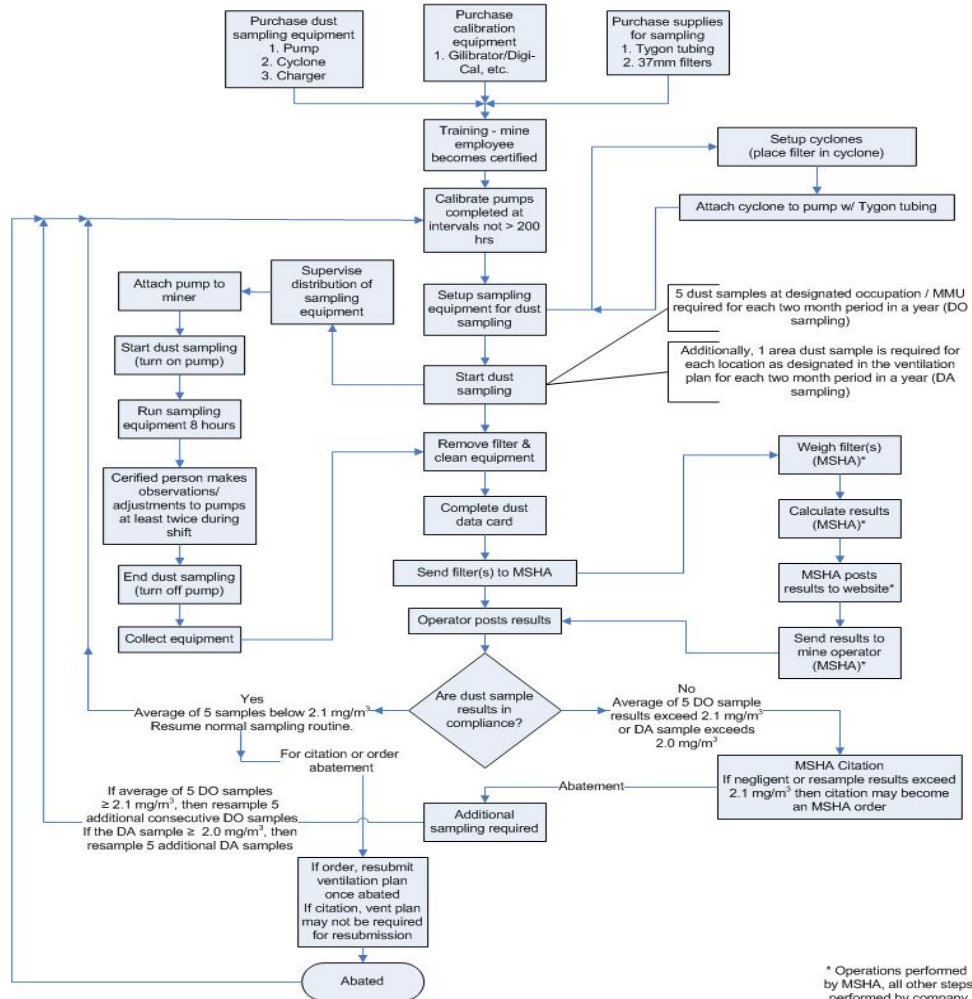 Purchase dust
sampling equipment
1. Pump
2. Cyclone
3. Charger
Purchase
calibration
equipment
1. Gilibrator/Digi-
Cal, etc.
Purchase supplies
for sampling
1. Tygon tubing
2. 37mm filters
Training - mine
employee
becomes certified
Setup cyclones
(place filter in cyclone)
Attach cyclone to pump w/ Tygon tubing
Calibrate pumps
completed at
intervals not > 200
hrs
Setup sampling
equipment for dust
sampling
Supervise
distribution of
sampling
equipment
Attach pump to
miner
Start dust sampling
(turn on pump)
Run sampling
equipment 8 hours
Cerified person makes
observations/
adjustments to pumps
at least twice during
shift
End dust sampling
(turn off pump)
Collect equipment
5 dust samples at designated occupation / MMU
required for each two month period in a year (DO
sampling)
Additionally, 1 area dust sample is required for
each location as designated in the ventilation
plan for each two month period in a year (DA
sampling)
Start dust
sampling
Remove filter &
clean equipment
Complete dust
data card
Send filter(s) to MSHA
Weigh filter(s)
(MSHA)*
Calculate results
(MSHA)*
MSHA posts
results to website*
Send results to
mine operator
(MSHA)*
Operator posts results
Are dust sample
results in
compliance?
Yes
Average of 5 samples below 2.1 mg/m³
Resume normal sampling routine.
No
Average of 5 DO sample
results exceed 2.1 mg/m³
or DA sample exceeds
2.0 mg/m³
For citation or order
abatement
MSHA Citation
If negligent or resample results exceed
2.1 mg/m³ then citation may become
an MSHA order
Abatement
Additional
sampling required
If average of 5 DO samples
≥ 2.1 mg/m³, then resample 5
additional consecutive DO samples
If the DA sample ≥ 2.0 mg/m³, then
resample 5 additional DA samples
If order, resubmit
ventilation plan
once abated
If citation, vent plan
may not be required
for resubmission
Abated
* Operations performed
by MSHA, all other steps
performed by company